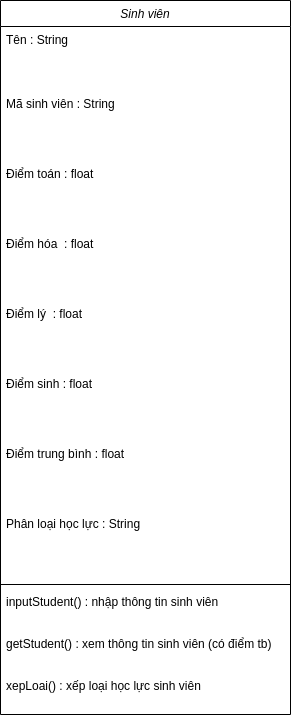 Sinh viên
Tên : String
Mã sinh viên : String
Điểm toán : float
Điểm hóa  : float
Điểm lý  : float
Điểm sinh : float
Điểm trung bình : float
Phân loại học lực : String
inputStudent() : nhập thông tin sinh viên
getStudent() : xem thông tin sinh viên (có điểm tb)
xepLoai() : xếp loại học lực sinh viên